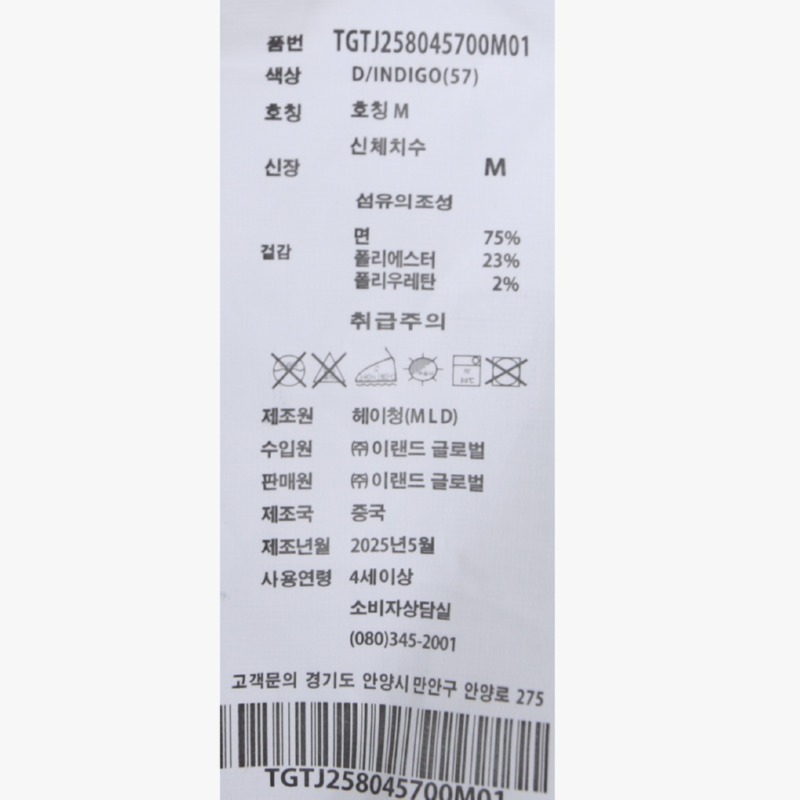 품번 TGTJ258045700M01
색상 D/INDIGO(57)
호칭 호칭 M
신체치수
신장 M
섬유의조성
겉감 면 75%
폴리에스터 23%
폴리우레탄 2%
취급주의
제조원 헤이청(MLD)
수입원 ㈜이랜드 글로벌
판매원 ㈜이랜드 글로벌
제조국 중국
제조년월 2025년5월
사용연령 4세이상
소비자상담실
(080)345-2001
고객문의 경기도 안양시만안구 안양로 275
TGTJ258045700M01